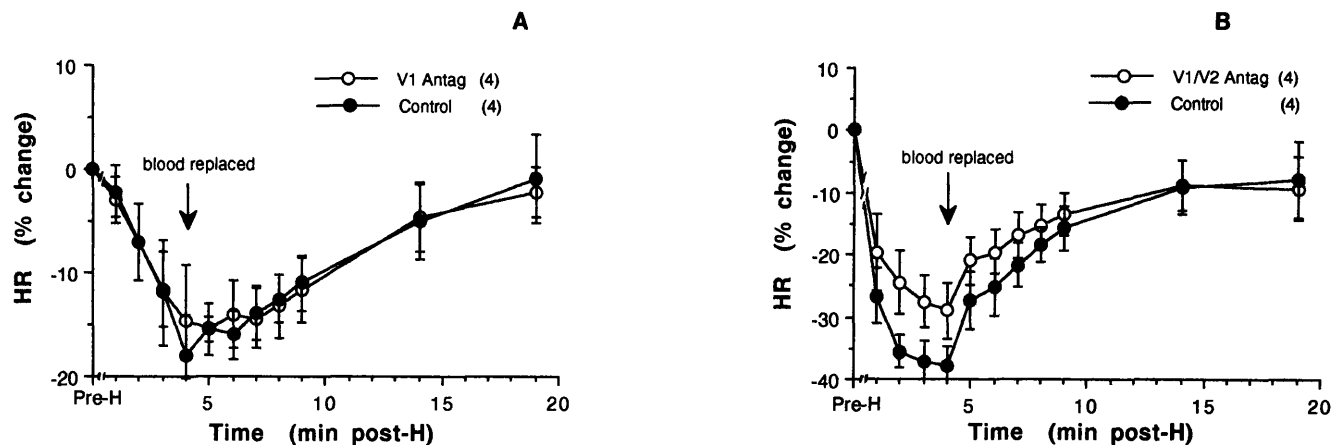 A
10
0
-10
-20
HR (% change)
V1 Antag (4)
Control (4)
blood replaced
Pre-H
5
10
15
20
Time (min post-H)
B
10
0
-10
-20
-30
-40
HR (% change)
V1/V2 Antag (4)
Control (4)
blood replaced
Pre-H
5
10
15
20
Time (min post-H)